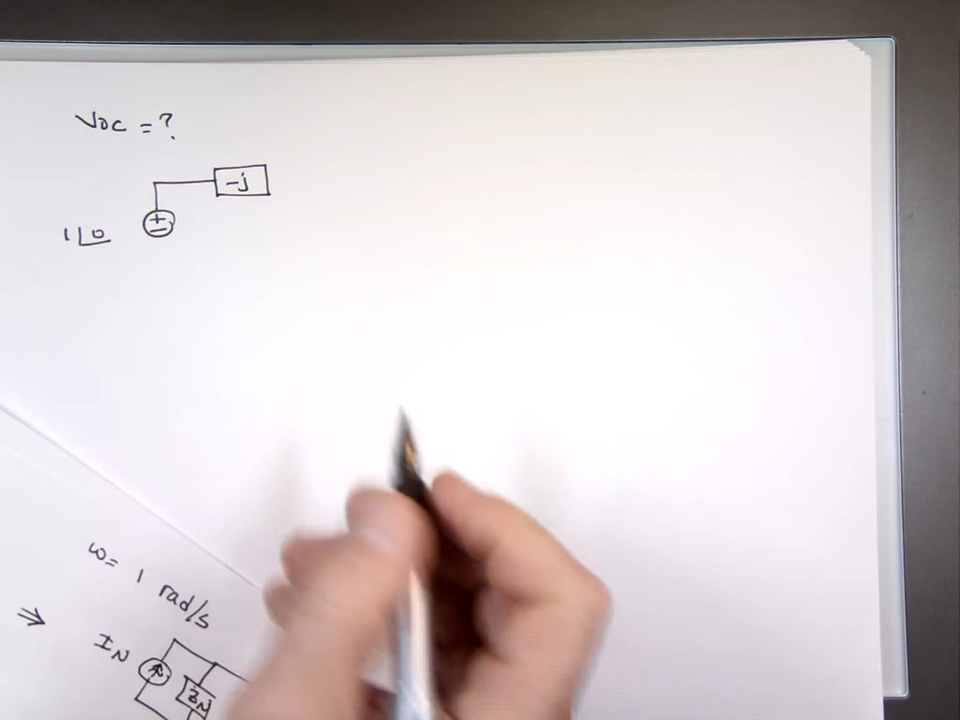 Voc = ?
-j
+
-
1∠0
ω = 1 rad/s
⇒
IN
ZN